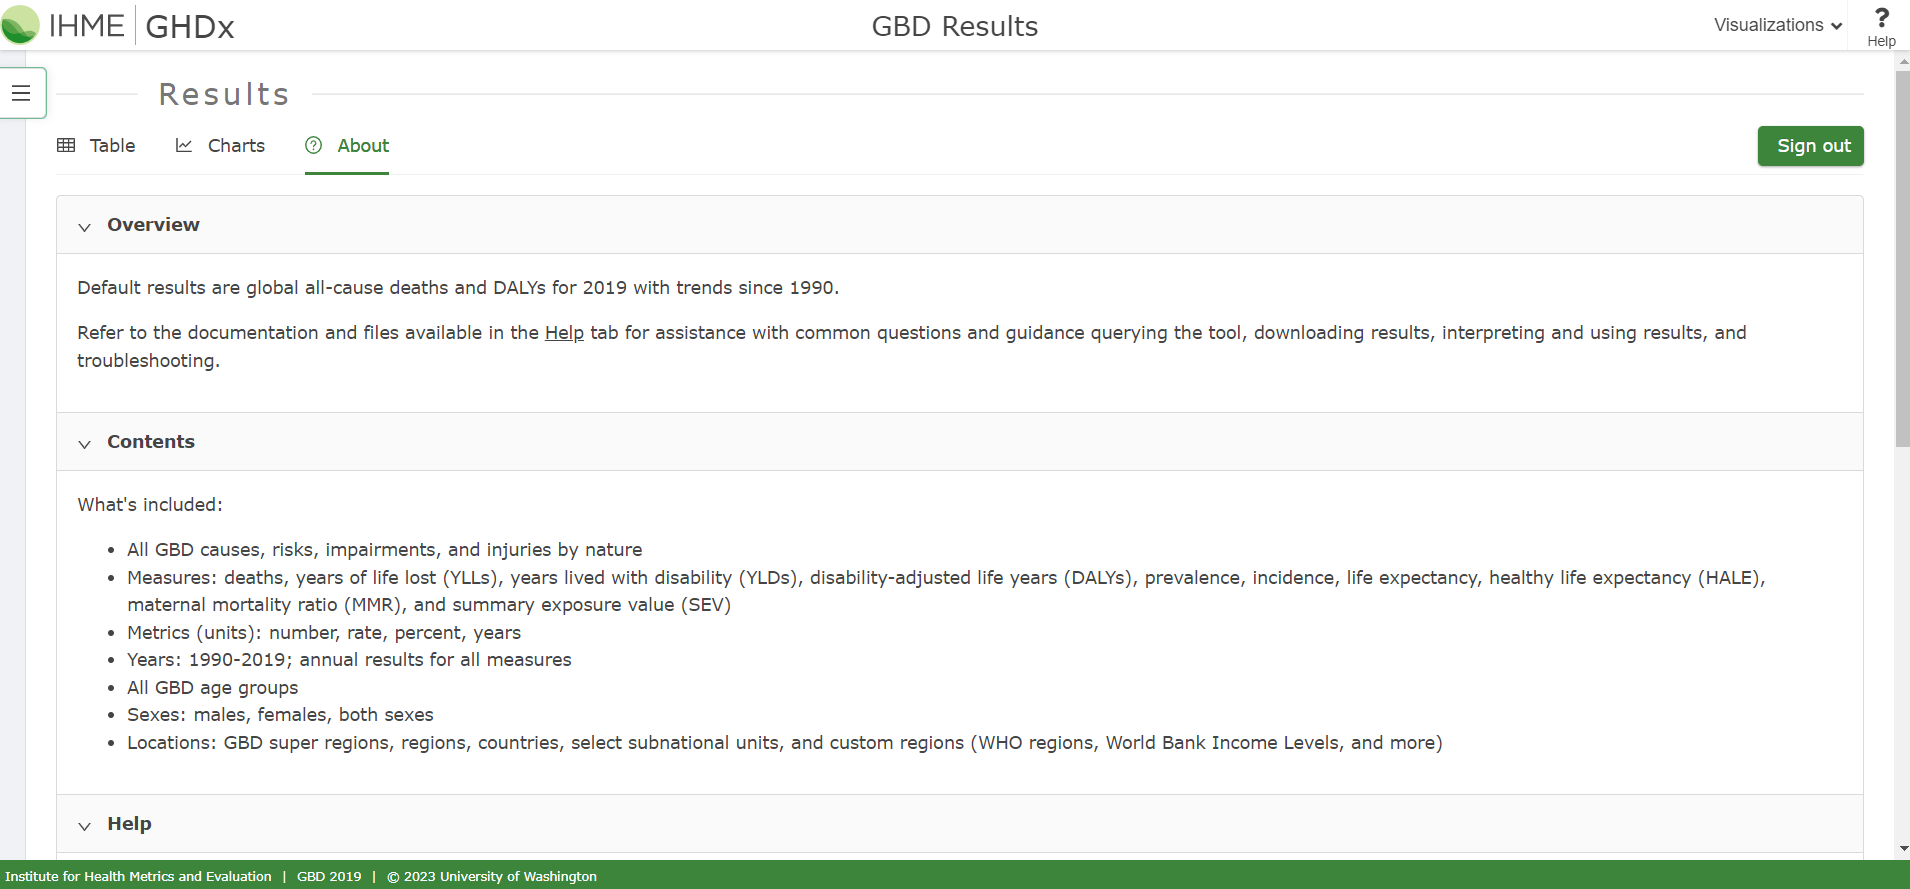 IHME GHDx
GBD Results
Visualizations
? Help
Results
Table
Charts
About
Sign out
Overview
Default results are global all-cause deaths and DALYs for 2019 with trends since 1990.
Refer to the documentation and files available in the Help tab for assistance with common questions and guidance querying the tool, downloading results, interpreting and using results, and
troubleshooting.
Contents
What's included:
• All GBD causes, risks, impairments, and injuries by nature
• Measures: deaths, years of life lost (YLLs), years lived with disability (YLDs), disability-adjusted life years (DALYs), prevalence, incidence, life expectancy, healthy life expectancy (HALE),
maternal mortality ratio (MMR), and summary exposure value (SEV)
• Metrics (units): number, rate, percent, years
• Years: 1990-2019; annual results for all measures
• All GBD age groups
• Sexes: males, females, both sexes
• Locations: GBD super regions, regions, countries, select subnational units, and custom regions (WHO regions, World Bank Income Levels, and more)
Help
Institute for Health Metrics and Evaluation | GBD 2019 | © 2023 University of Washington